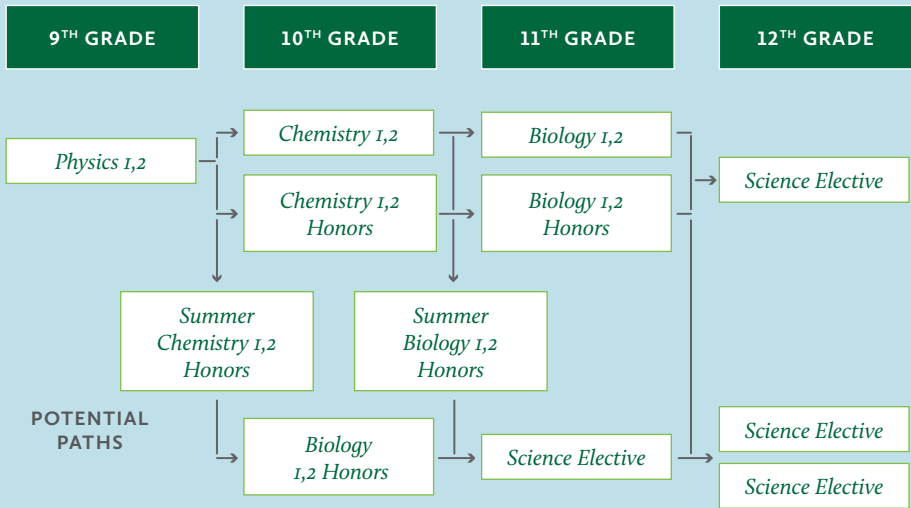 9TH GRADE
10TH GRADE
11TH GRADE
12TH GRADE
Physics 1,2
Chemistry 1,2
Biology 1,2
Science Elective
Chemistry 1,2
Honors
Biology 1,2
Honors
Summer
Chemistry 1,2
Honors
Summer
Biology 1,2
Honors
POTENTIAL
PATHS
Biology
1,2 Honors
Science Elective
Science Elective
Science Elective